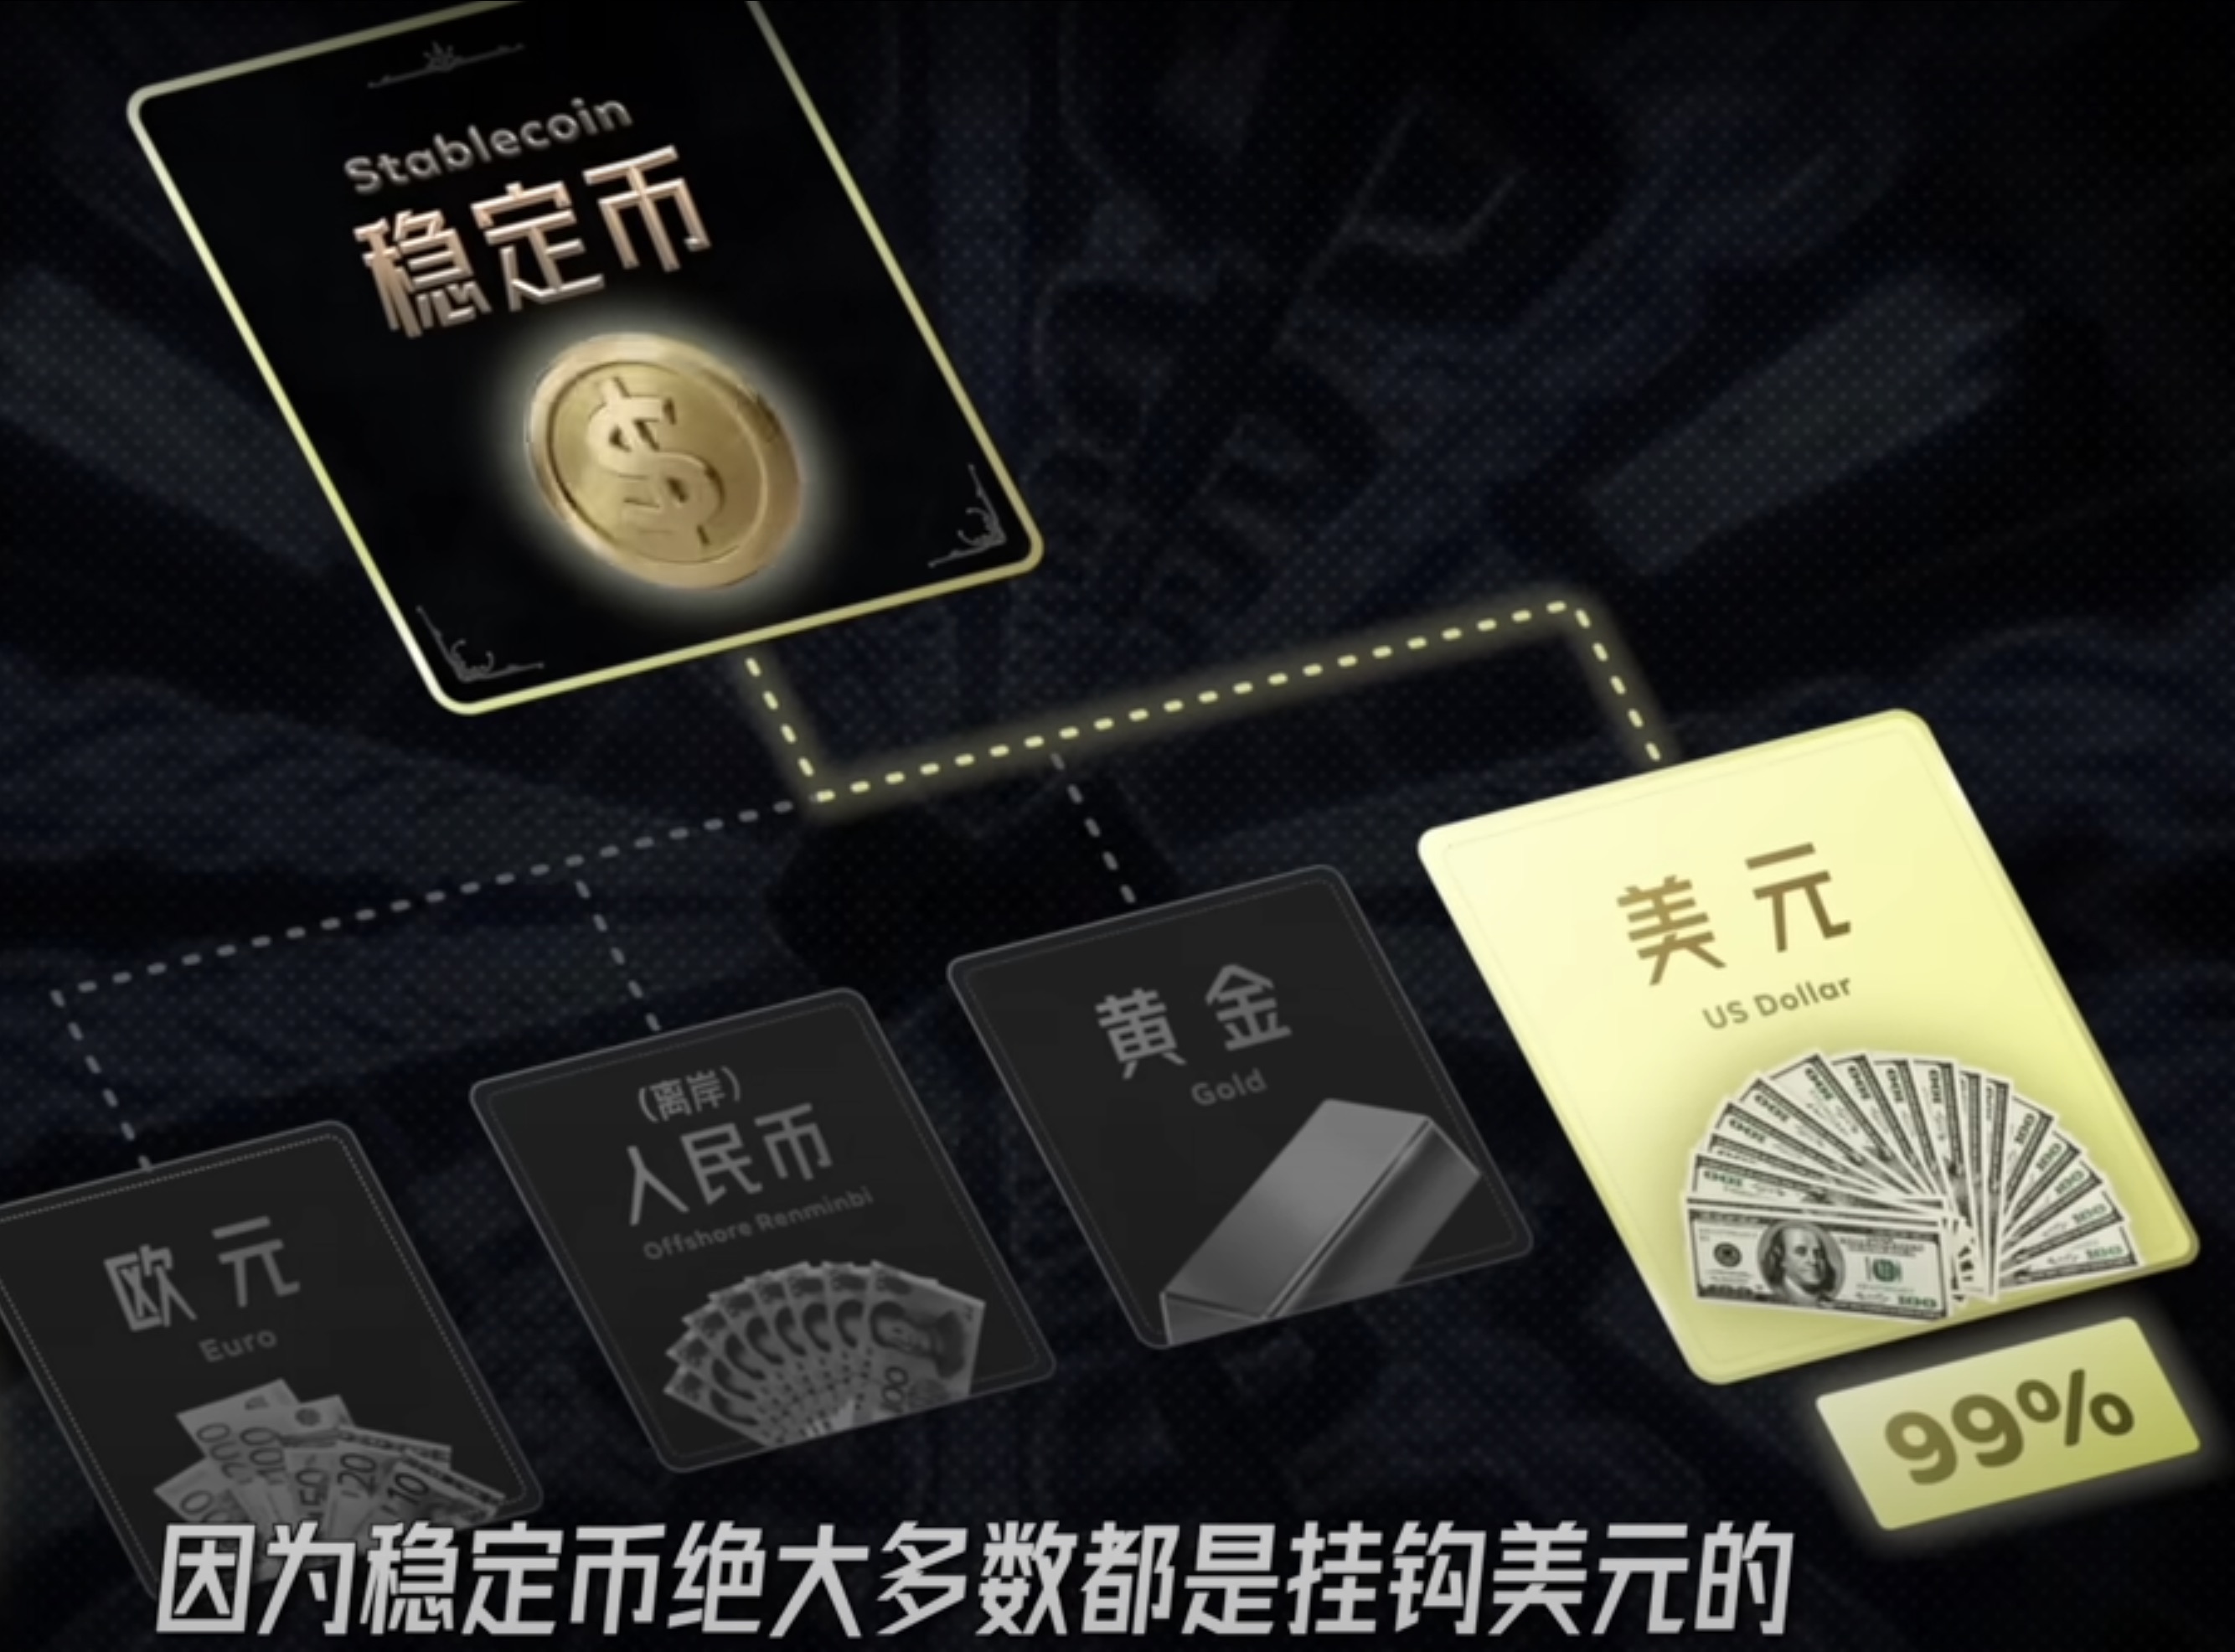 Stablecoin
稳定币
美元
US Dollar
黄金
Gold
(离岸)
人民币
Offshore Renminbi
欧元
Euro
99%
因为稳定币绝大多数都是挂钩美元的